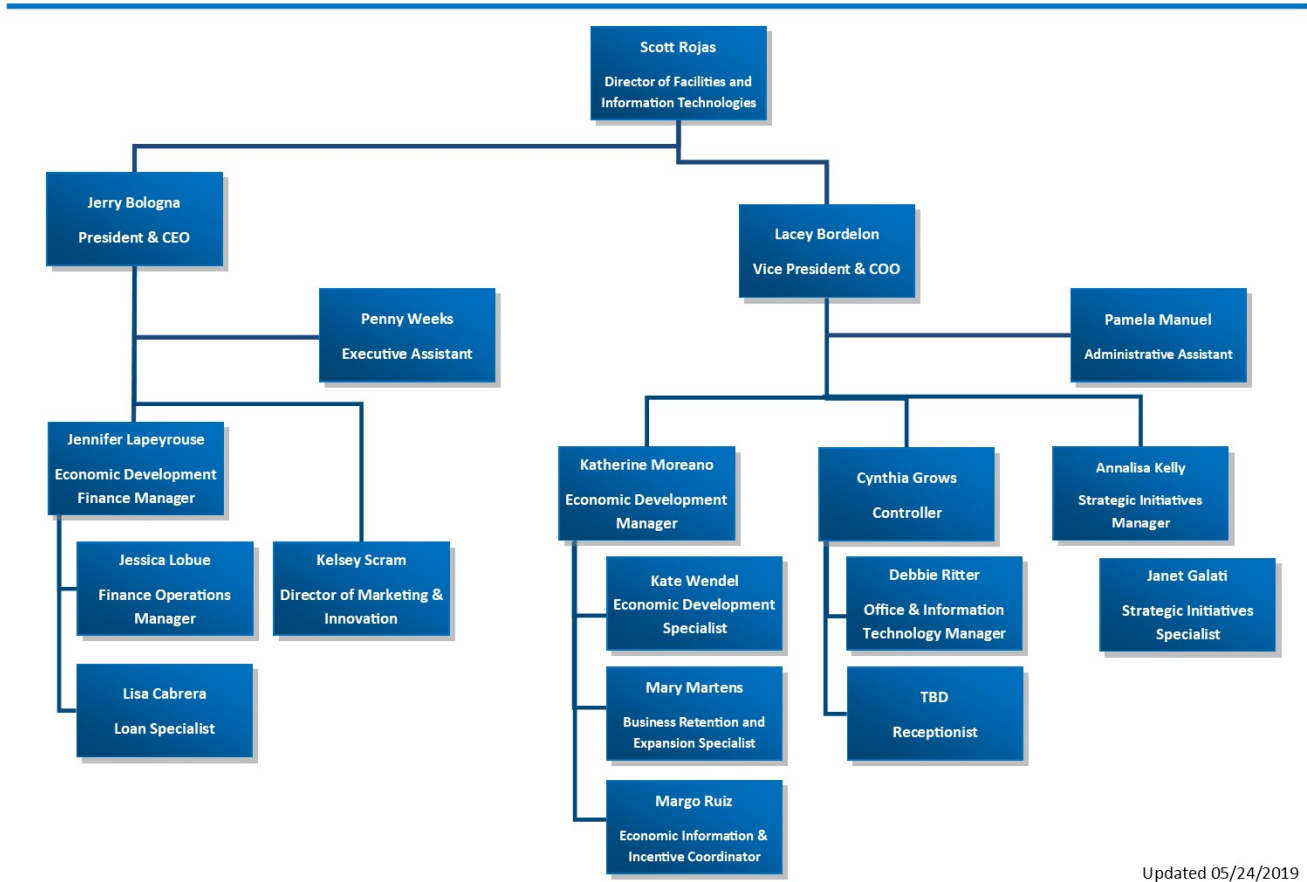 Scott Rojas
Director of Facilities and
Information Technologies
Jerry Bologna
President & CEO
Lacey Bordelon
Vice President & COO
Penny Weeks
Executive Assistant
Pamela Manuel
Administrative Assistant
Jennifer Lapeyrouse
Economic Development
Finance Manager
Jessica Lobue
Finance Operations
Manager
Lisa Cabrera
Loan Specialist
Kelsey Scram
Director of Marketing &
Innovation
Katherine Moreano
Economic Development
Manager
Kate Wendel
Economic Development
Specialist
Mary Martens
Business Retention and
Expansion Specialist
Margo Ruiz
Economic Information &
Incentive Coordinator
Cynthia Grows
Controller
Debbie Ritter
Office & Information
Technology Manager
TBD
Receptionist
Annalisa Kelly
Strategic Initiatives
Manager
Janet Galati
Strategic Initiatives
Specialist
Updated 05/24/2019